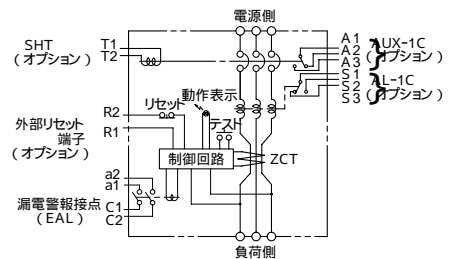 電源側
SHT
(オプション)
T1
T2
A1
A2
A3
AUX-1C
(オプション)
S1
S2
S3
AL-1C
(オプション)
動作表示
リセット
テスト
R2
R1
外部リセット
端子
(オプション)
制御回路
ZCT
a2
a1
C1
C2
漏電警報接点
(EAL)
負荷側